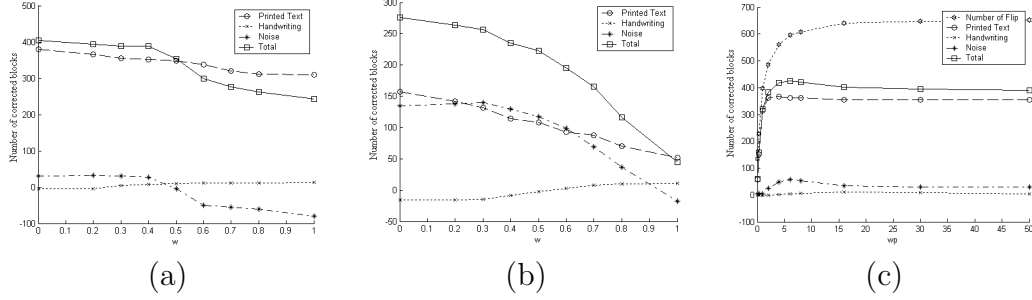 Number of corrected blocks
500
400
300
200
100
0
-100
0 0.1 0.2 0.3 0.4 0.5 0.6 0.7 0.8 0.9 1
w
Printed Text
Handwriting
Noise
Total
(a)
Number of corrected blocks
300
250
200
150
100
50
0
-50
0 0.1 0.2 0.3 0.4 0.5 0.6 0.7 0.8 0.9 1
w
Printed Text
Handwriting
Noise
Total
(b)
Number of corrected blocks
700
600
500
400
300
200
100
0
-100
0 5 10 15 20 25 30 35 40 45 50
wp
Number of Flip
Printed Text
Handwriting
Noise
Total
(c)